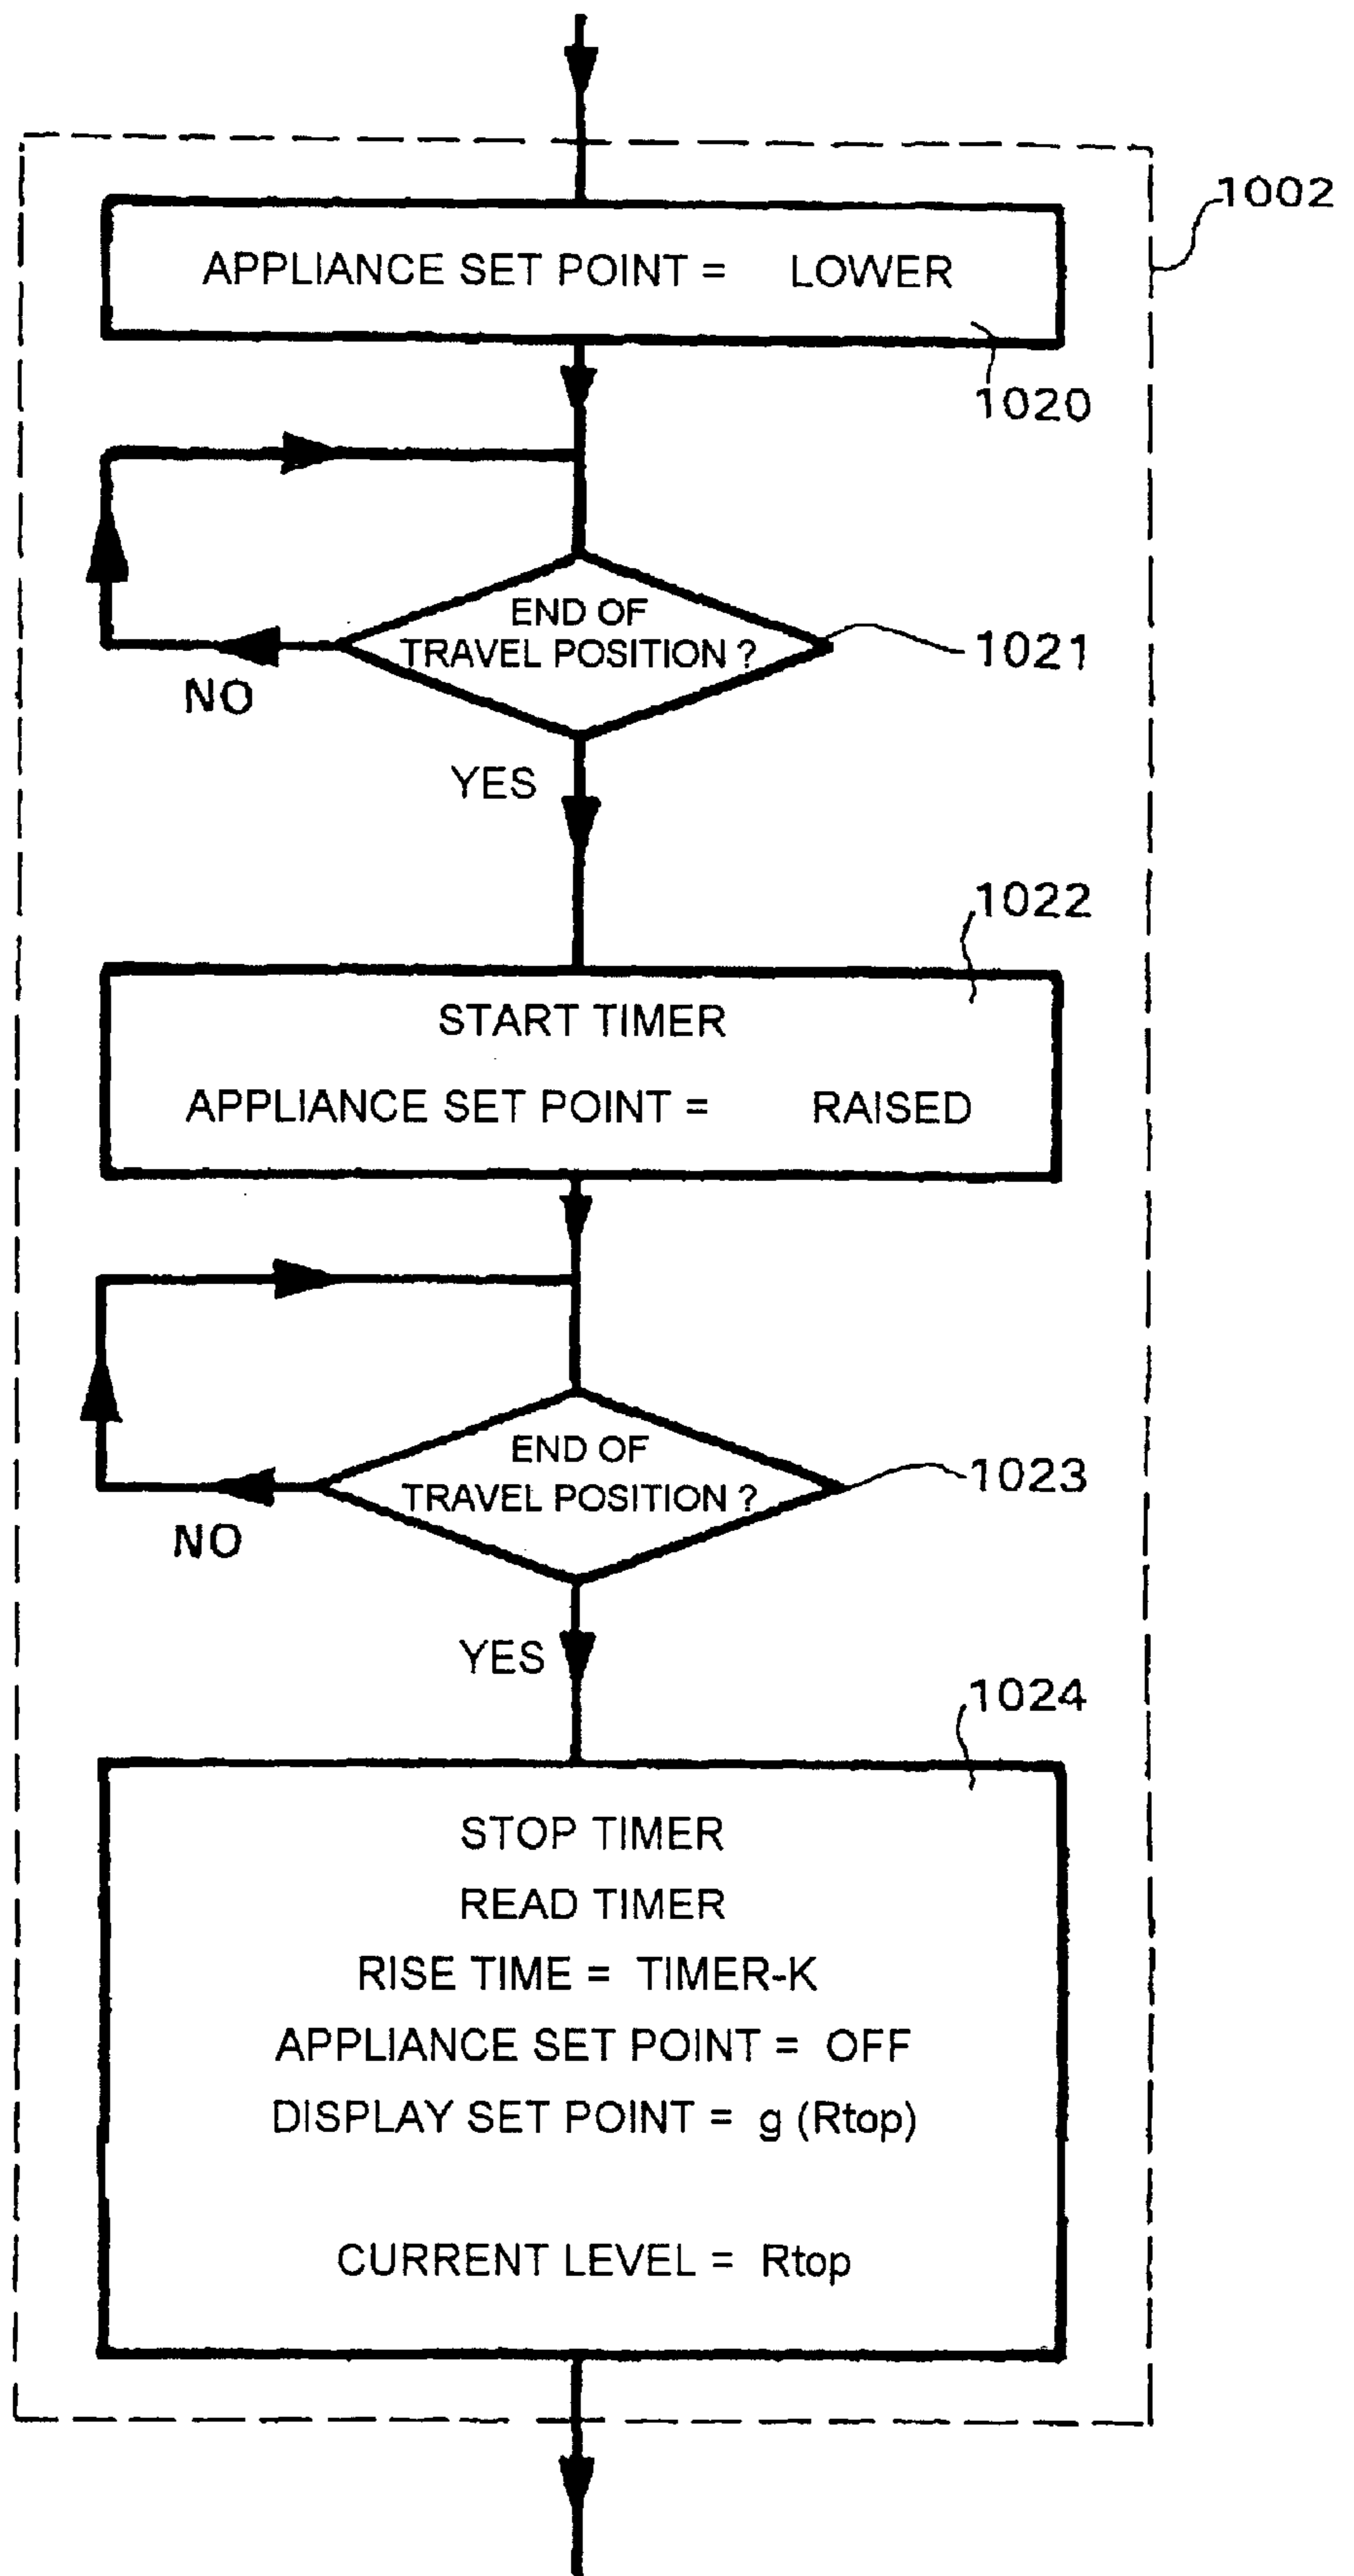 1002
APPLIANCE SET POINT = LOWER
1020
END OF
TRAVEL POSITION ?
1021
NO
YES
1022
START TIMER
APPLIANCE SET POINT = RAISED
END OF
TRAVEL POSITION ?
1023
NO
YES
1024
STOP TIMER
READ TIMER
RISE TIME = TIMER-K
APPLIANCE SET POINT = OFF
DISPLAY SET POINT = g (Rtop)
CURRENT LEVEL = Rtop